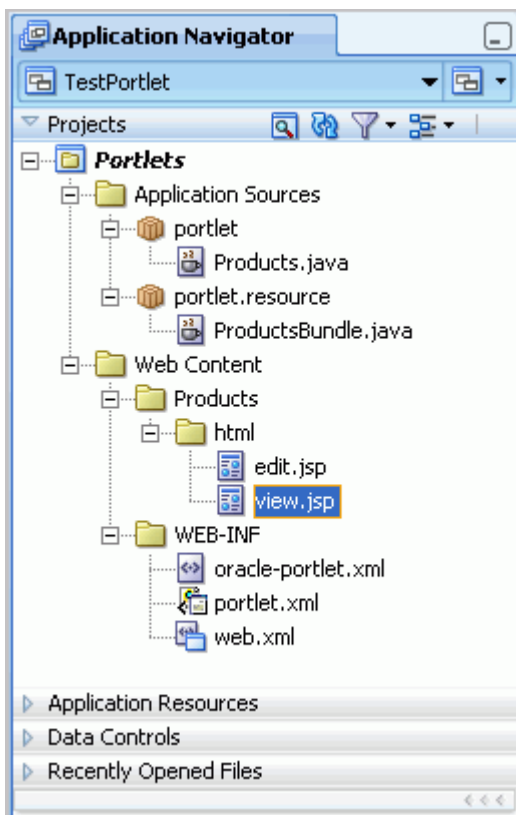 Application Navigator
TestPortlet
Projects
Portlets
Application Sources
portlet
Products.java
portlet.resource
ProductsBundle.java
Web Content
Products
html
edit.jsp
view.jsp
WEB-INF
oracle-portlet.xml
portlet.xml
web.xml
Application Resources
Data Controls
Recently Opened Files